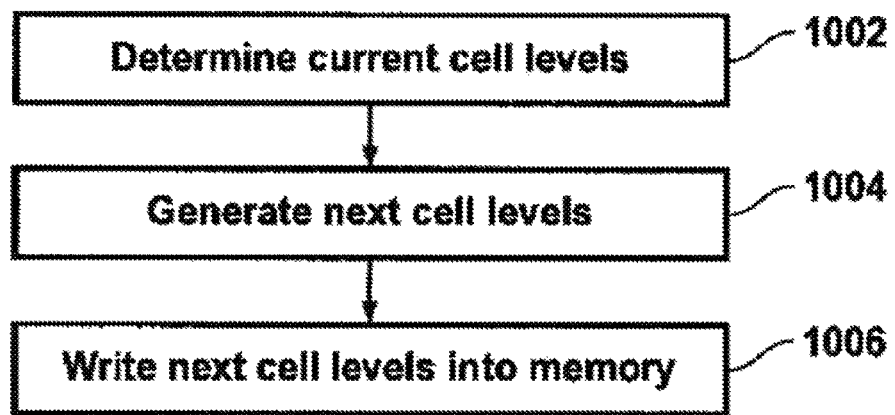 Determine current cell levels 1002
Generate next cell levels 1004
Write next cell levels into memory 1006